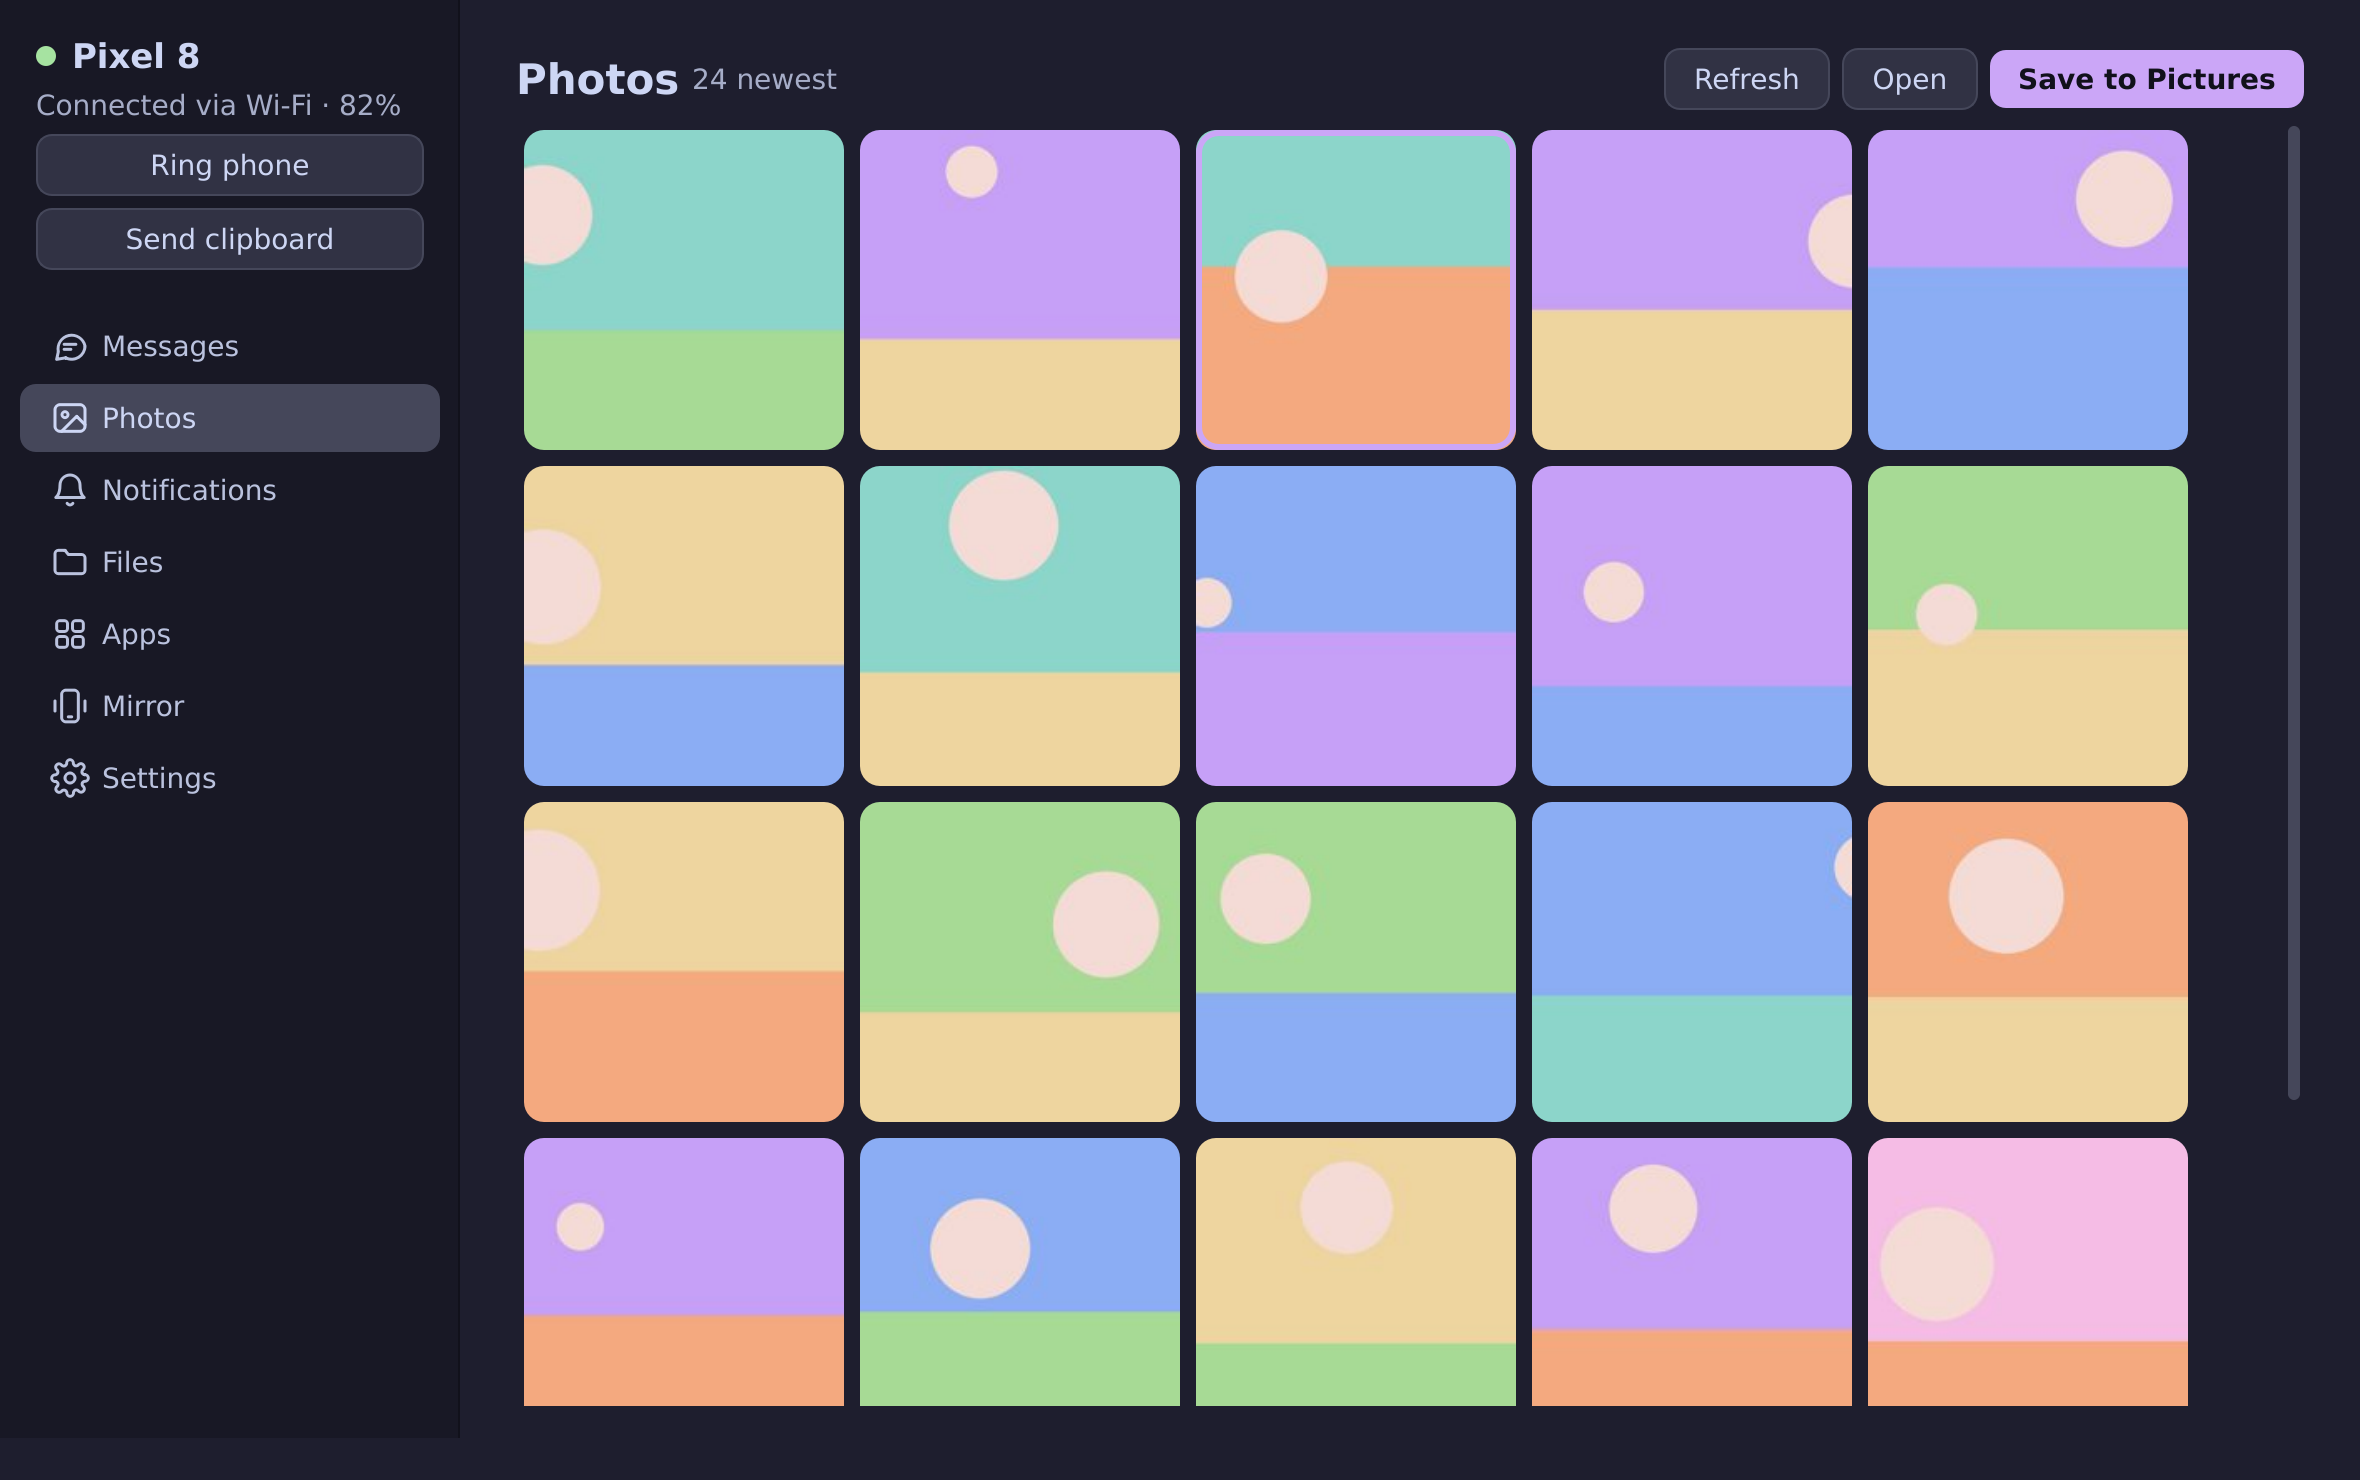 Pixel 8
Connected via Wi-Fi · 82%
Ring phone
Send clipboard
Messages
Photos
Notifications
Files
Apps
Mirror
Settings
Photos 24 newest
Refresh
Open
Save to Pictures